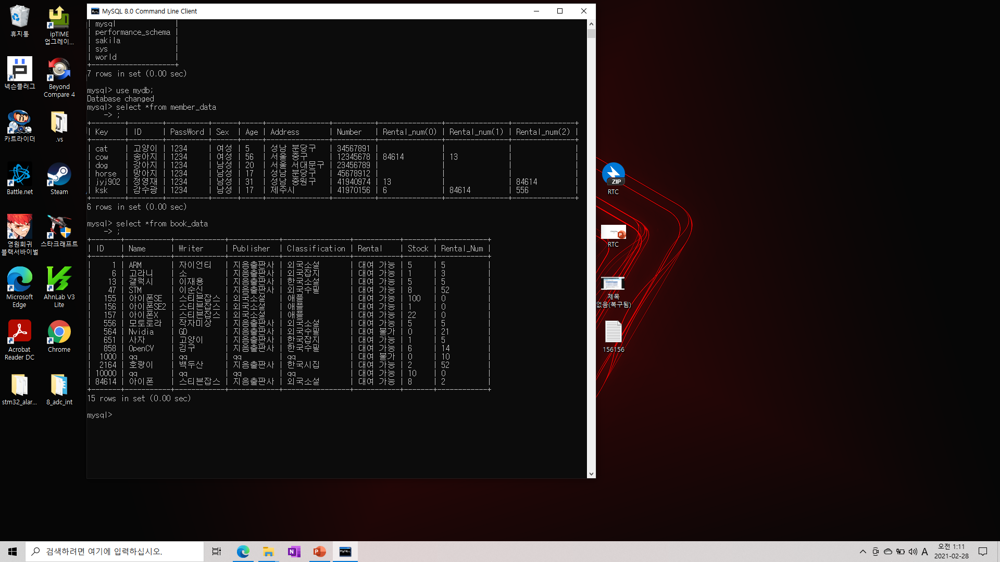 휴지통
ipTIME
업그레이...
넥슨플러그
Beyond
Compare 4
카트라이더
.vs
Battle.net
Steam
영원회귀
블랙서바이벌
스타크래프트
Microsoft
Edge
AhnLab V3
Lite
Acrobat
Reader DC
Chrome
stm32_alar...
8_adc_int
MySQL 8.0 Command Line Client
| mysql |
| performance_schema |
| sakila |
| sys |
| world |
+--------------------+
7 rows in set (0.00 sec)
mysql> use mydb;
Database changed
mysql> select *from member_data
-> ;
| Key | ID | PassWord | Sex | Age | Address | Number | Rental_num(0) | Rental_num(1) | Rental_num(2) |
| cat | 고양이 | 1234 | 여성 | 5 | 성남 분당구 | 34567891 | | | |
| cow | 송아지 | 1234 | 여성 | 56 | 서울 중구 | 12345678 | 84614 | 13 | |
| dog | 강아지 | 1234 | 남성 | 20 | 서울 서대문구 | 23456789 | | | |
| horse | 망아지 | 1234 | 남성 | 17 | 성남 분당구 | 45678912 | | | |
| jyj902 | 정영재 | 1234 | 남성 | 31 | 성남 중원구 | 41940974 | 13 | | 84614 |
| ksk | 감수광 | 1234 | 남성 | 17 | 제주시 | 41970156 | 6 | 84614 | 556 |
6 rows in set (0.00 sec)
mysql> select *from book_data
-> ;
| ID | Name | Writer | Publisher | Classification | Rental | Stock | Rental_Num |
| 1 | ARM | 자이언티 | 지음출판사 | 외국소설 | 대여 가능 | 5 | 5 |
| 6 | 고라니 | 소 | 지음출판사 | 외국잡지 | 대여 가능 | 1 | 3 |
| 13 | 갤럭시 | 이재용 | 지음출판사 | 한국소설 | 대여 가능 | 5 | 5 |
| 47 | STM | 이순신 | 지음출판사 | 외국수필 | 대여 가능 | 8 | 52 |
| 155 | 아이폰SE | 스티븐잡스 | 외국소설 | 애플 | 대여 가능 | 100 | 0 |
| 156 | 아이폰SE2 | 스티븐잡스 | 외국소설 | 애플 | 대여 가능 | 1 | 0 |
| 157 | 아이폰X | 스티븐잡스 | 외국소설 | 애플 | 대여 가능 | 22 | 0 |
| 556 | 모토로라 | 작자미상 | 지음출판사 | 외국소설 | 대여 가능 | 5 | 5 |
| 564 | Nvidia | GD | 지음출판사 | 외국수필 | 대여 불가 | 0 | 21 |
| 651 | 사자 | 고양이 | 지음출판사 | 한국잡지 | 대여 가능 | 1 | 5 |
| 858 | OpenCV | 김구 | 지음출판사 | 한국수필 | 대여 가능 | 6 | 14 |
| 1000 | qq | qq | qq | qq | 대여 불가 | 0 | 10 |
| 2164 | 호랑이 | 백두산 | 지음출판사 | 한국시집 | 대여 가능 | 2 | 52 |
| 10000 | qq | qq | qq | qq | 대여 가능 | 10 | 0 |
| 84614 | 아이폰 | 스티븐잡스 | 지음출판사 | 외국소설 | 대여 가능 | 8 | 2 |
15 rows in set (0.00 sec)
mysql>
ZIP
RTC
RTC
제목
없음(복구됨)
156156
검색하려면 여기에 입력하십시오.
A
오전 1:11
2021-02-28